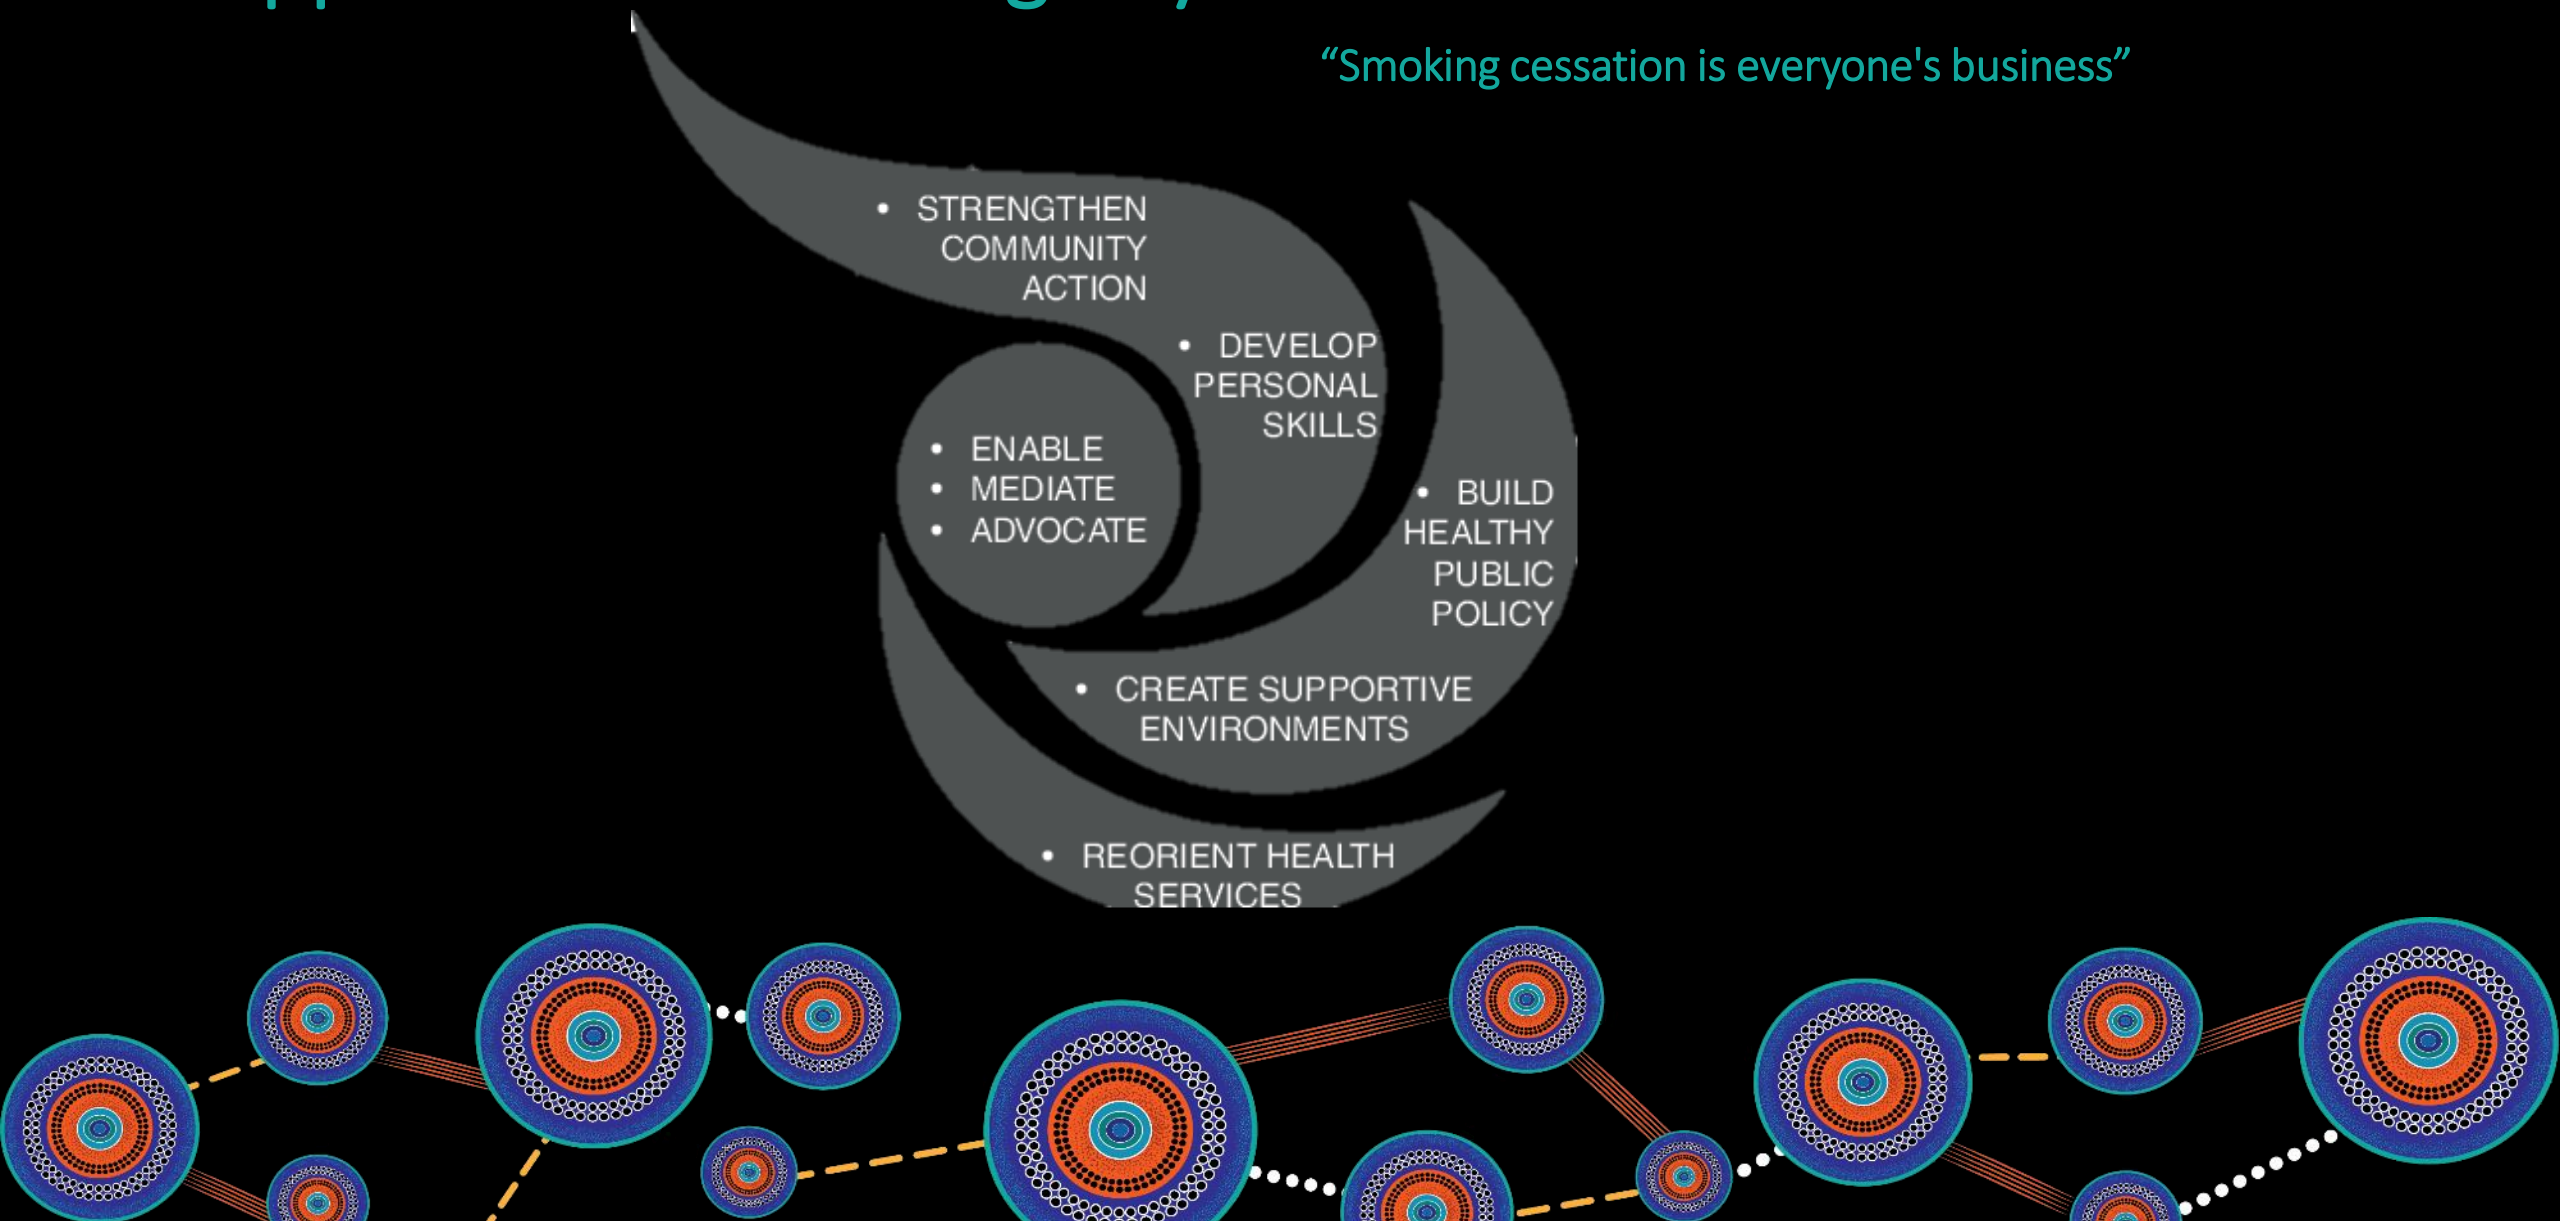 “Smoking cessation is everyone's business”
• STRENGTHEN
COMMUNITY
ACTION
• DEVELOP
PERSONAL
SKILLS
• ENABLE
• MEDIATE
• ADVOCATE
• BUILD
HEALTHY
PUBLIC
POLICY
• CREATE SUPPORTIVE
ENVIRONMENTS
• REORIENT HEALTH
SERVICES